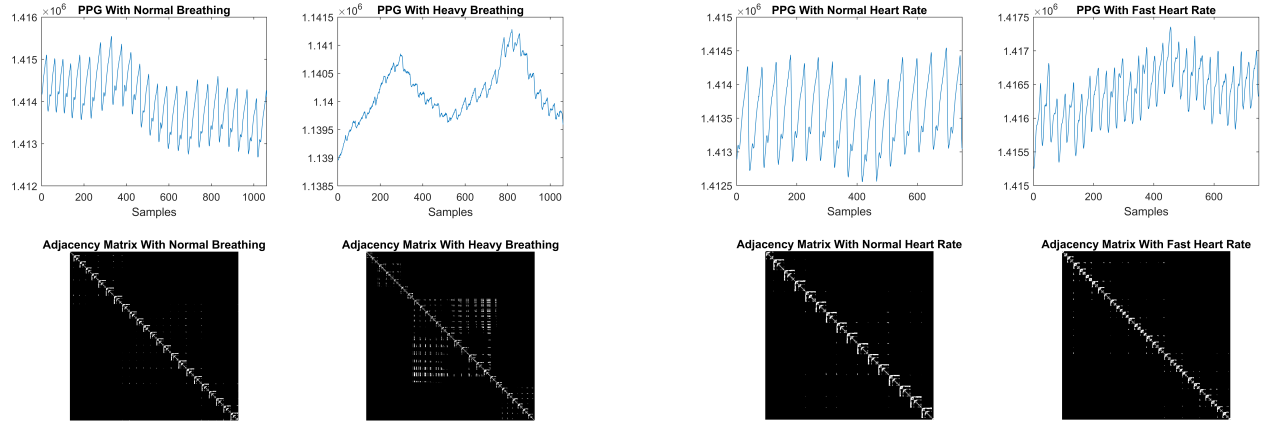 PPG With Normal Breathing
×10^6
1.416
1.415
1.414
1.413
1.412
0 200 400 600 800 1000
Samples
PPG With Heavy Breathing
×10^6
1.1415
1.141
1.1405
1.14
1.1395
1.139
1.1385
0 200 400 600 800 1000
Samples
PPG With Normal Heart Rate
×10^6
1.415
1.4145
1.414
1.4135
1.413
1.4125
0 200 400 600
Samples
PPG With Fast Heart Rate
×10^6
1.4175
1.417
1.4165
1.416
1.4155
1.415
0 200 400 600
Samples
Adjacency Matrix With Normal Breathing
Adjacency Matrix With Heavy Breathing
Adjacency Matrix With Normal Heart Rate
Adjacency Matrix With Fast Heart Rate